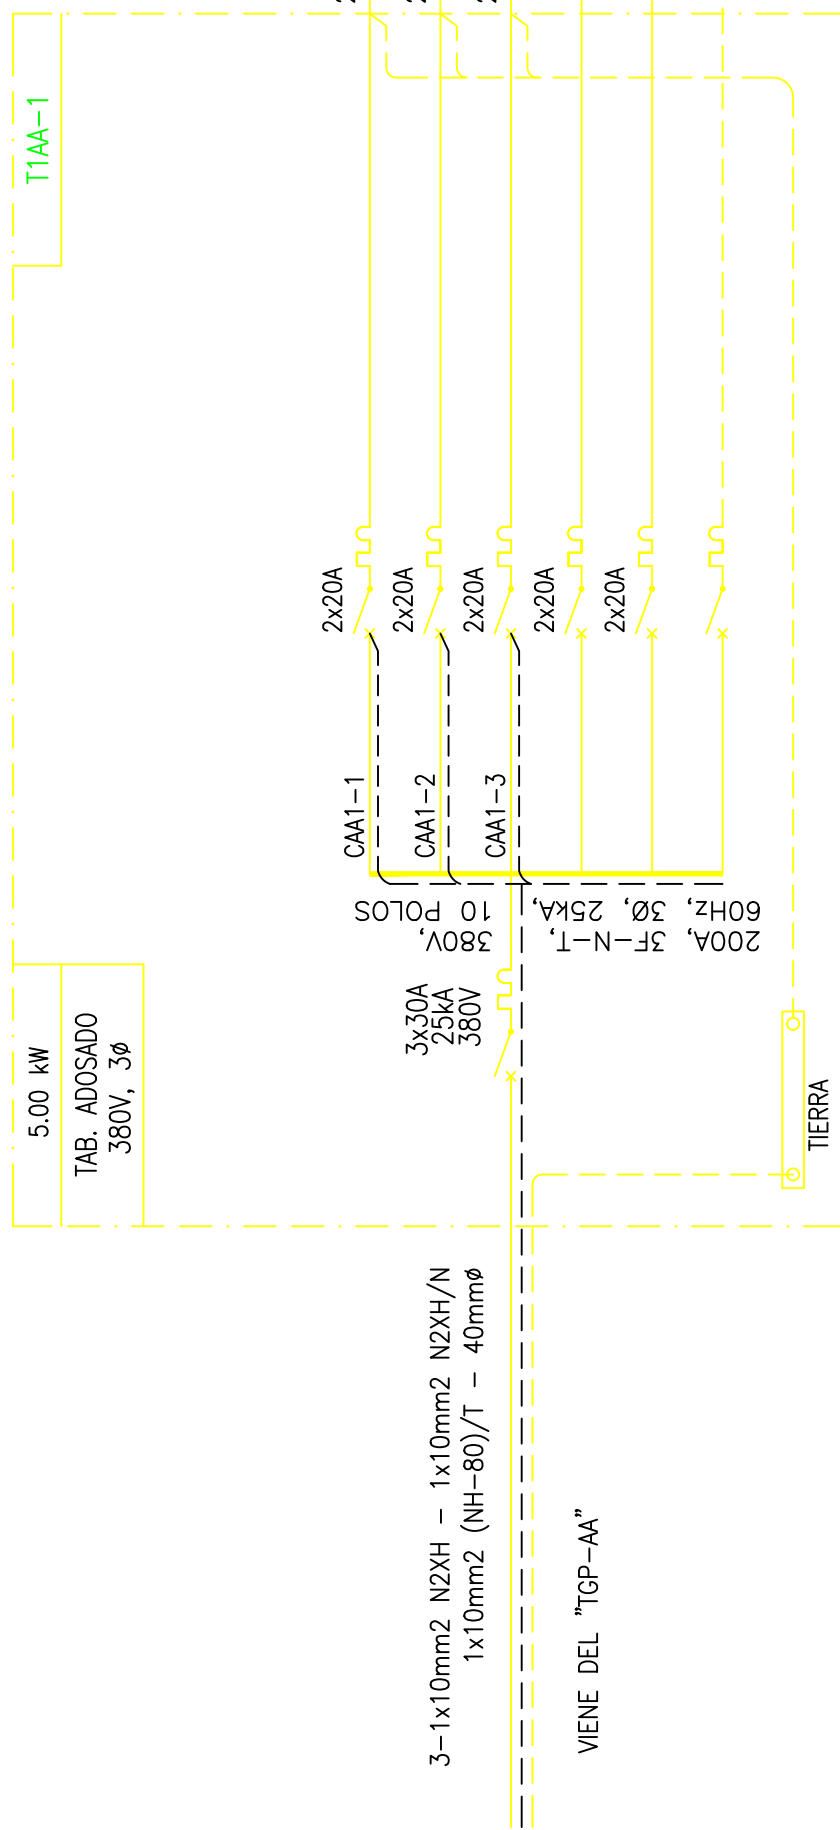 T1AA-1
5.00 kW
TAB. ADOSADO
380V, 3ø
2x20A
2x20A
2x20A
2x20A
2x20A
CAA1-1
CAA1-2
CAA1-3
200A, 3F-N-T, 380V,
60Hz, 3Ø, 25kA, 10 POLOS
3x30A
25kA
380V
TIERRA
3-1x10mm2 N2XH - 1x10mm2 N2XH/N
1x10mm2 (NH-80)/T - 40mmø
VIENE DEL "TGP-AA"